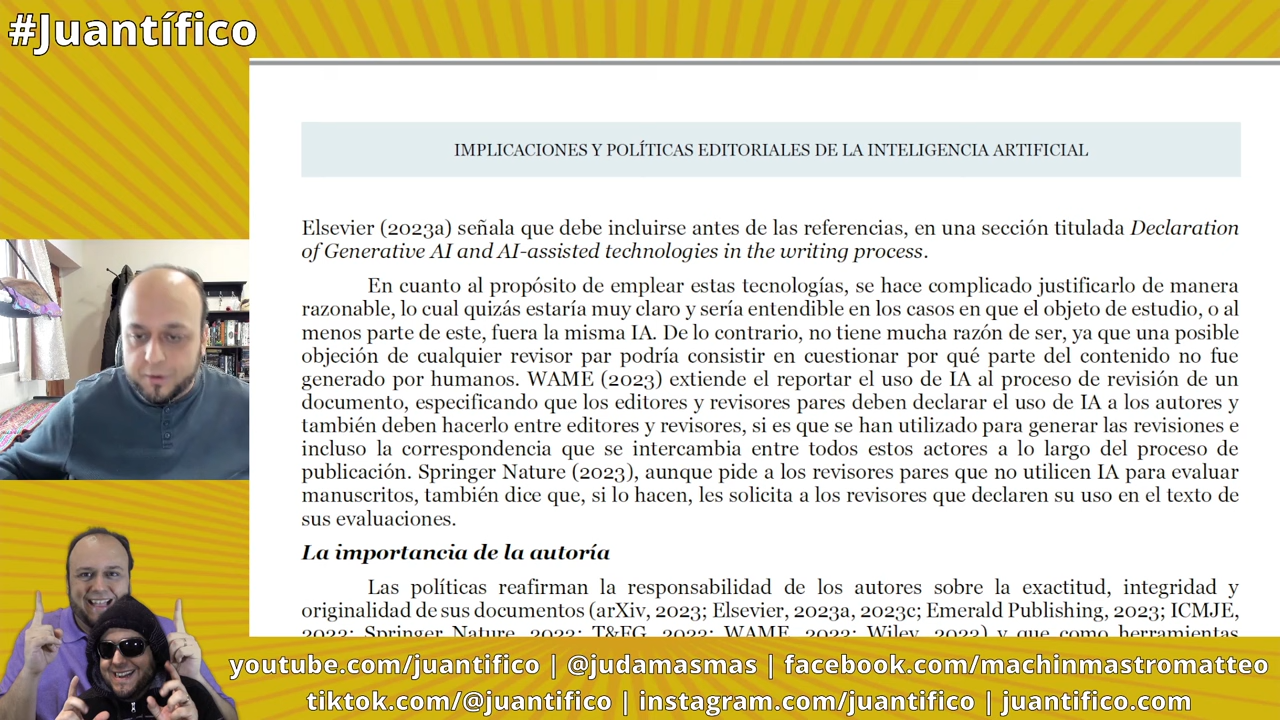 #Juantífico
IMPLICACIONES Y POLÍTICAS EDITORIALES DE LA INTELIGENCIA ARTIFICIAL
Elsevier (2023a) señala que debe incluirse antes de las referencias, en una sección titulada Declaration
of Generative AI and AI-assisted technologies in the writing process.
En cuanto al propósito de emplear estas tecnologías, se hace complicado justificarlo de manera
razonable, lo cual quizás estaría muy claro y sería entendible en los casos en que el objeto de estudio, o al
menos parte de este, fuera la misma IA. De lo contrario, no tiene mucha razón de ser, ya que una posible
objeción de cualquier revisor par podría consistir en cuestionar por qué parte del contenido no fue
generado por humanos. WAME (2023) extiende el reportar el uso de IA al proceso de revisión de un
documento, especificando que los editores y revisores pares deben declarar el uso de IA a los autores y
también deben hacerlo entre editores y revisores, si es que se han utilizado para generar las revisiones e
incluso la correspondencia que se intercambia entre todos estos actores a lo largo del proceso de
publicación. Springer Nature (2023), aunque pide a los revisores pares que no utilicen IA para evaluar
manuscritos, también dice que, si lo hacen, les solicita a los revisores que declaren su uso en el texto de
sus evaluaciones.
La importancia de la autoría
Las políticas reafirman la responsabilidad de los autores sobre la exactitud, integridad y
originalidad de sus documentos (arXiv, 2023; Elsevier, 2023a, 2023c; Emerald Publishing, 2023; ICMJE,
2023; Springer Nature, 2023; T&FG, 2023; WAME, 2023; Wiley, 2023) y que como herramientas
youtube.com/juantifico | @judamasmas | facebook.com/machinmastromatteo
tiktok.com/@juantifico | instagram.com/juantifico | juantifico.com